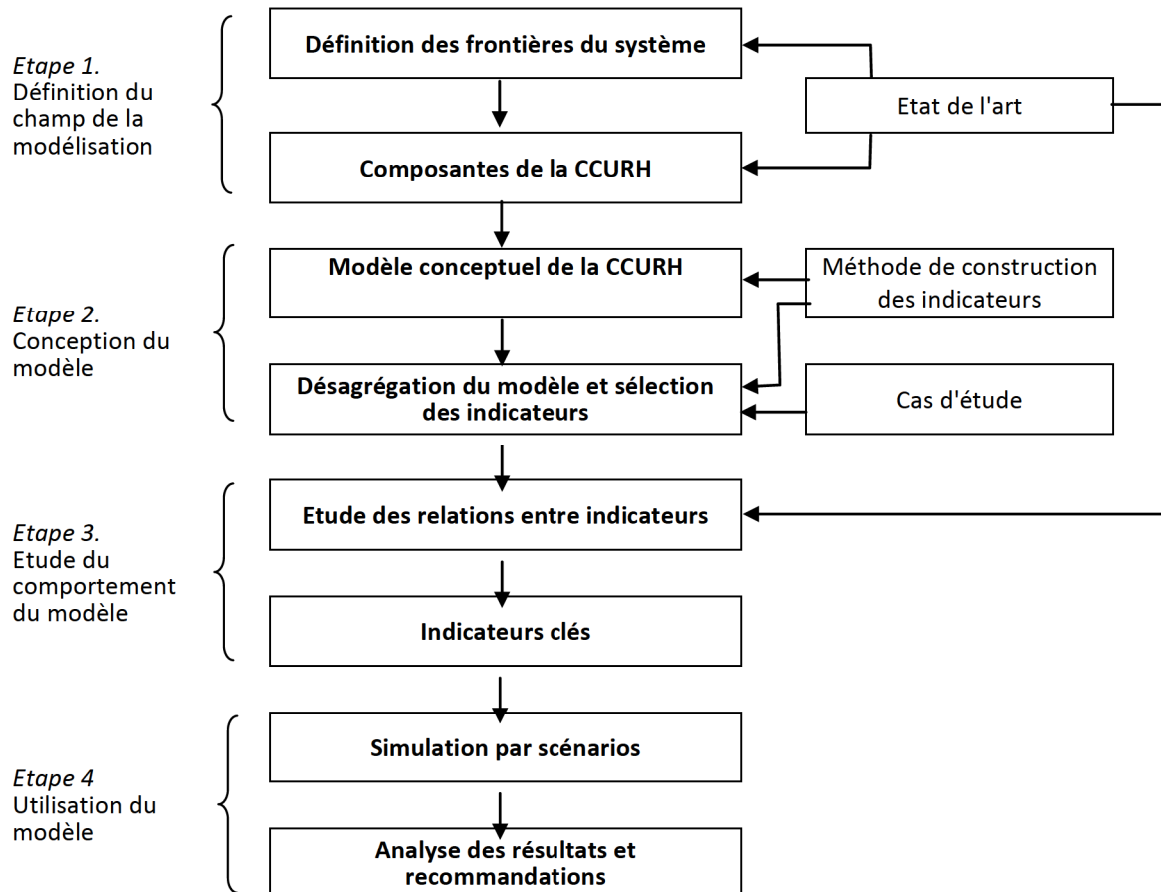 Etape 1.
Définition du
champ de la
modélisation
Définition des frontières du système
Etat de l'art
Composantes de la CCURH
Etape 2.
Conception du
modèle
Modèle conceptuel de la CCURH
Méthode de construction
des indicateurs
Désagrégation du modèle et sélection
des indicateurs
Cas d'étude
Etape 3.
Etude du
comportement
du modèle
Etude des relations entre indicateurs
Indicateurs clés
Etape 4
Utilisation du
modèle
Simulation par scénarios
Analyse des résultats et
recommandations